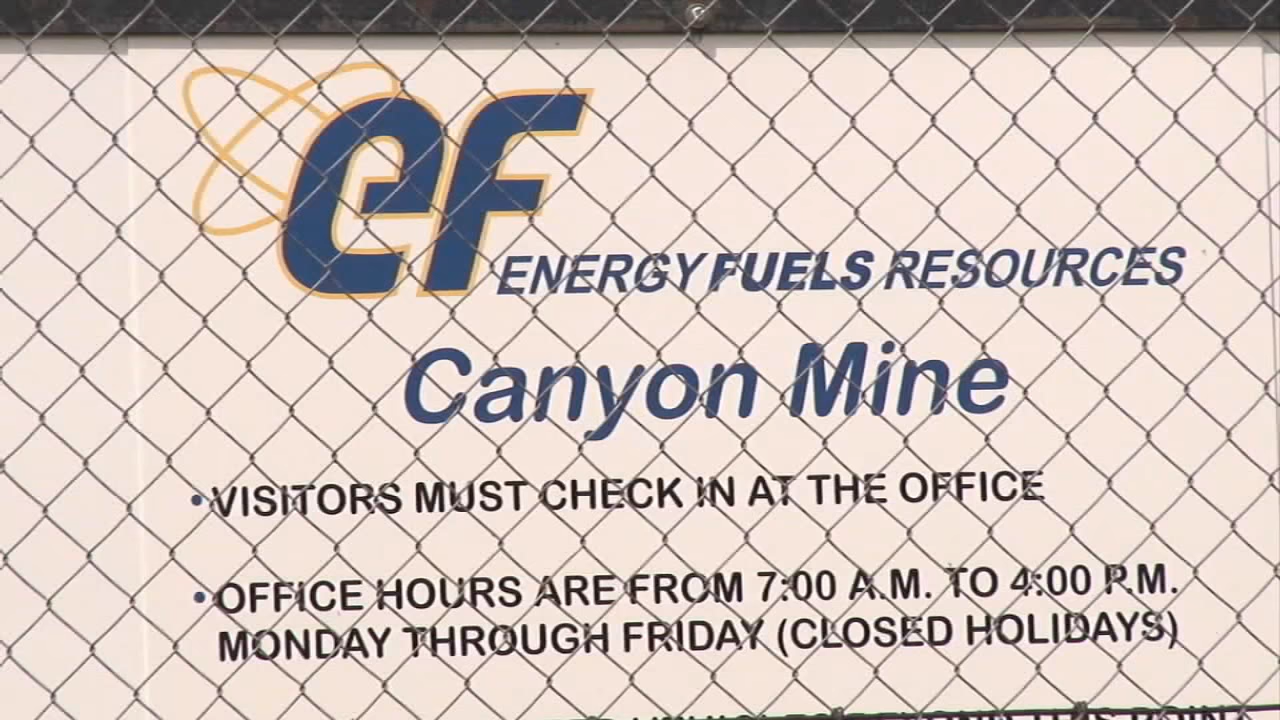 ef
ENERGY FUELS RESOURCES
Canyon Mine
• VISITORS MUST CHECK IN AT THE OFFICE
• OFFICE HOURS ARE FROM 7:00 A.M. TO 4:00 P.M.
MONDAY THROUGH FRIDAY (CLOSED HOLIDAYS)